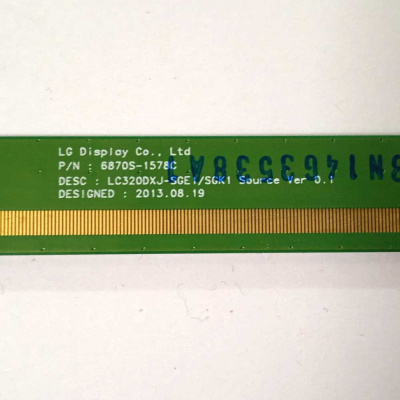 LG Display Co., Ltd
P/N : 6870S-1578C
DESC : LC320DXJ-SGE1/SGK1 Source Ver 0.1
DESIGNED : 2013.08.19